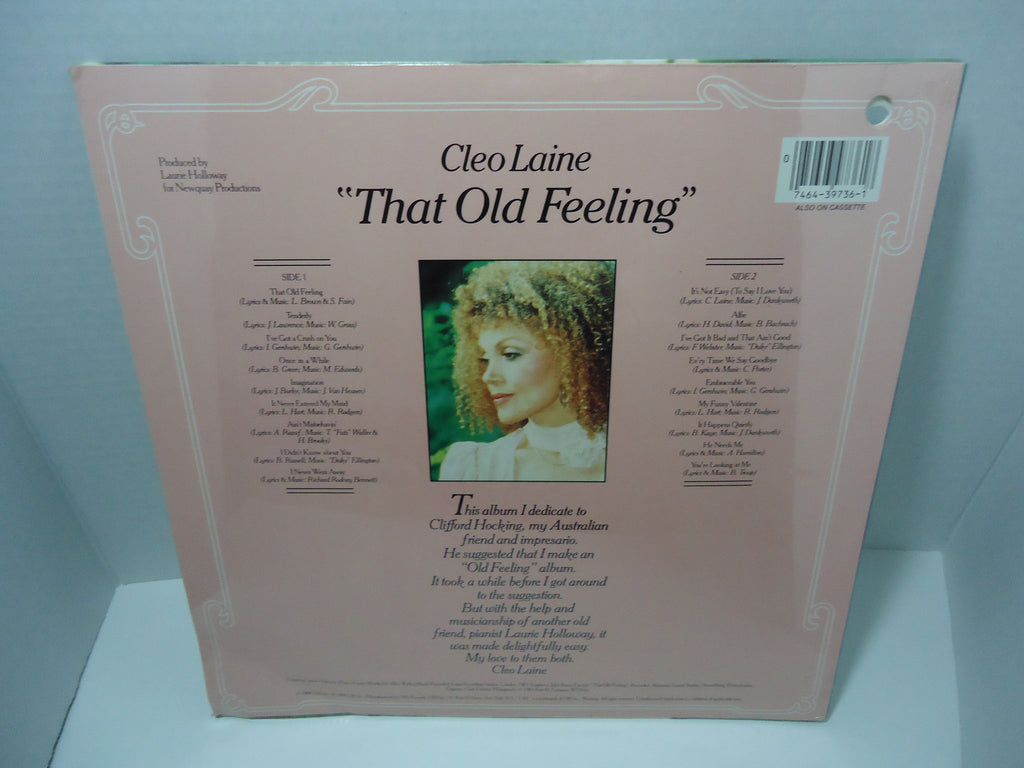 Produced by
Laurie Holloway
for Newquay Productions
Cleo Laine
“That Old Feeling”
0
7464-39736-1
ALSO ON CASSETTE
SIDE 1
That Old Feeling
(Lyrics & Music: L. Brown & S. Fain)
Tenderly
(Lyrics: J. Lawrence, Music: W. Gross)
I've Got a Crush on You
(Lyrics: I. Gershwin, Music: G. Gershwin)
Once in a While
(Lyrics: B. Green, Music: M. Edwards)
Imagination
(Lyrics: J. Burke, Music: J. Van Heusen)
It Never Entered My Mind
(Lyrics: L. Hart, Music: R. Rodgers)
Ain't Misbehavin'
(Lyrics: A. Razaf, Music: T. "Fats" Waller &
H. Brooks)
I Didn't Know about You
(Lyrics: B. Russell, Music: "Duke" Ellington)
I Never Went Away
(Lyrics & Music: Richard Rodney Bennett)
SIDE 2
It's Not Easy (To Say I Love You)
(Lyrics: C. Laine, Music: J. Dankworth)
Alfie
(Lyrics: H. David, Music: B. Bachrach)
I've Got It Bad and That Ain't Good
(Lyrics: F. Webster, Music: "Duke" Ellington)
Ev'ry Time We Say Goodbye
(Lyrics & Music: C. Porter)
Embraceable You
(Lyrics: I. Gershwin, Music: G. Gershwin)
My Funny Valentine
(Lyrics: L. Hart, Music: R. Rodgers)
It Happens Quietly
(Lyrics: B. Kaye, Music: J. Dankworth)
He Needs Me
(Lyrics & Music: A. Hamilton)
You're Looking at Me
(Lyrics & Music: B. Troup)
This album I dedicate to
Clifford Hocking, my Australian
friend and impresario.
He suggested that I make an
“Old Feeling” album.
It took a while before I got around
to the suggestion.
But with the help and
musicianship of another old
friend, pianist Laurie Holloway, it
was made delightfully easy.
My love to them both.
Cleo Laine